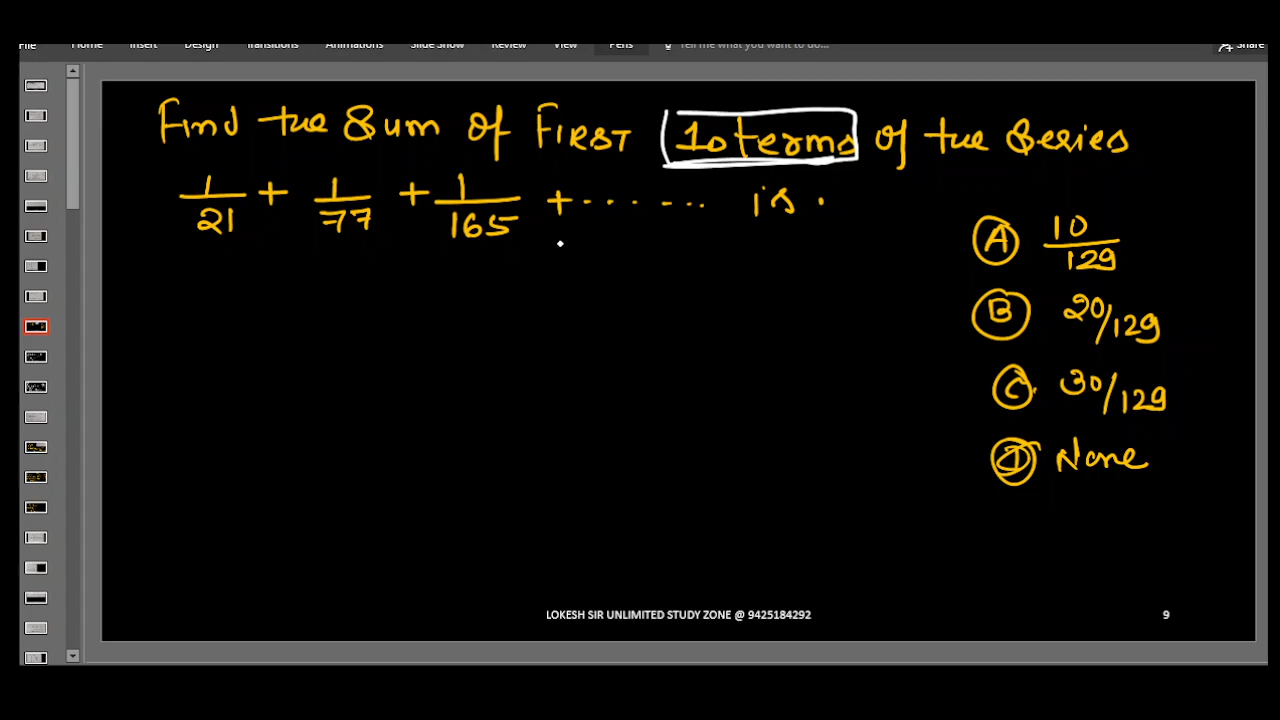 File Home Insert Design Transitions Animations Slide Show Review View Pens Tell me what you want to do... Share
Find the Sum of FIRST 10 terms of the Series
1/21 + 1/77 + 1/165 + ....... is .
A 10/129
B 20/129
C 30/129
D None
LOKESH SIR UNLIMITED STUDY ZONE @ 9425184292 9